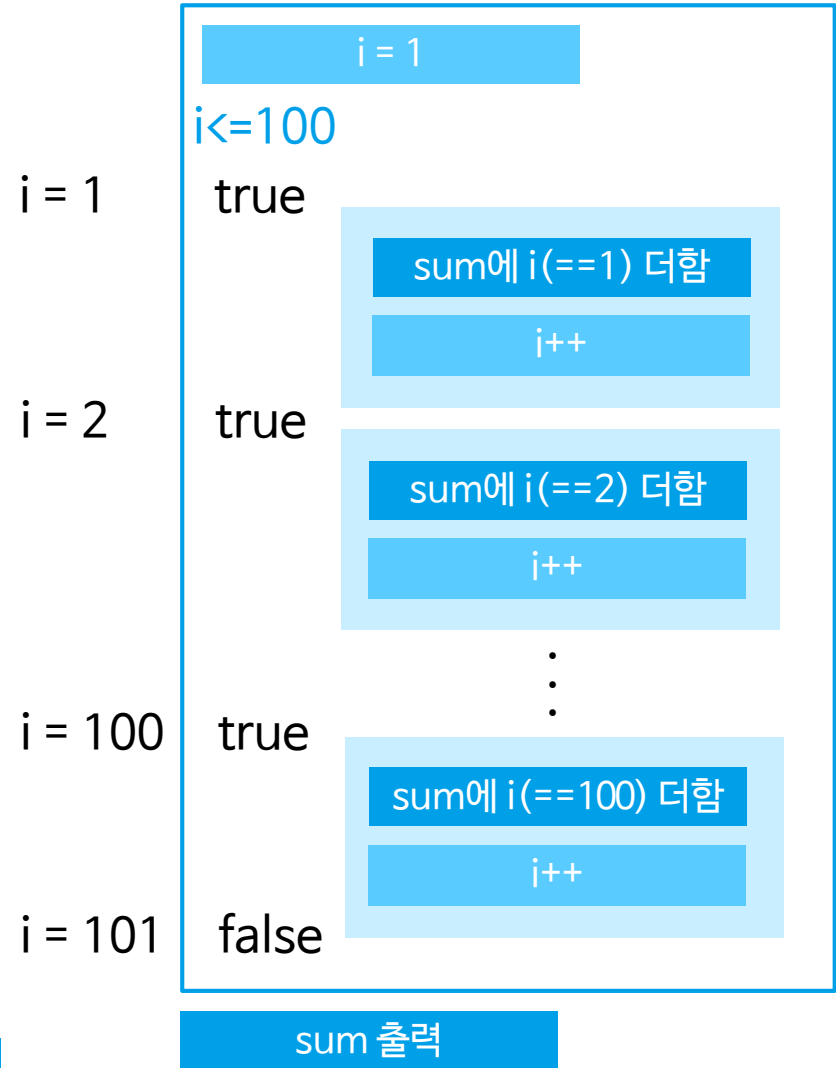 i = 1
i<=100
i = 1 true
sum에 i(==1) 더함
i++
i = 2 true
sum에 i(==2) 더함
i++
.
.
.
i = 100 true
sum에 i(==100) 더함
i++
i = 101 false
sum 출력